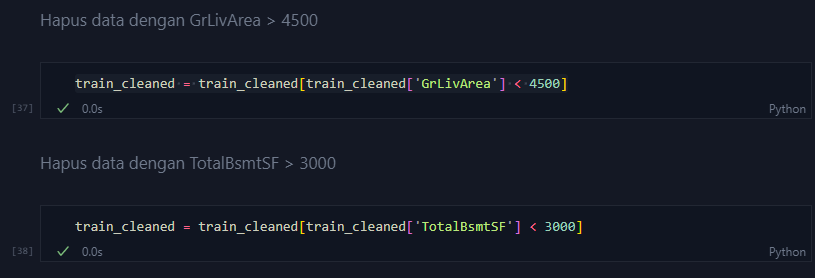 Hapus data dengan GrLivArea > 4500
train_cleaned = train_cleaned[train_cleaned['GrLivArea'] < 4500]
[37]
0.0s
Python
Hapus data dengan TotalBsmtSF > 3000
train_cleaned = train_cleaned[train_cleaned['TotalBsmtSF'] < 3000]
[38]
0.0s
Python